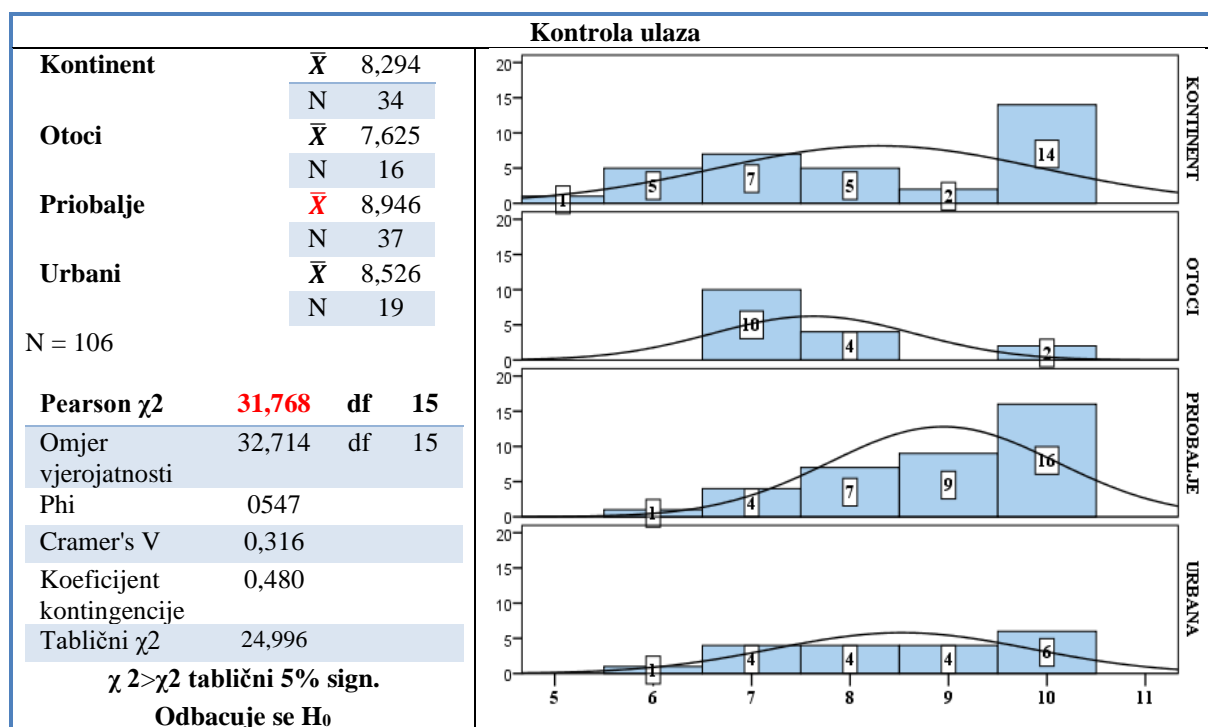 Kontrola ulaza
Kontinent X̄ 8,294
N 34
Otoci X̄ 7,625
N 16
Priobalje X̄ 8,946
N 37
Urbani X̄ 8,526
N 19
N = 106
Pearson χ2 31,768 df 15
Omjer vjerojatnosti 32,714 df 15
Phi 0547
Cramer's V 0,316
Koeficijent kontingencije 0,480
Tablični χ2 24,996
χ 2>χ2 tablični 5% sign.
Odbacuje se H₀
20
15
10
5
0
1 5 7 5 2 14
KONTINENT
20
15
10
5
0
10 4 2
OTOCI
20
15
10
5
0
1 4 7 9 16
PRIOBALJE
20
15
10
5
0
1 4 4 4 6
URBANA
5 6 7 8 9 10 11